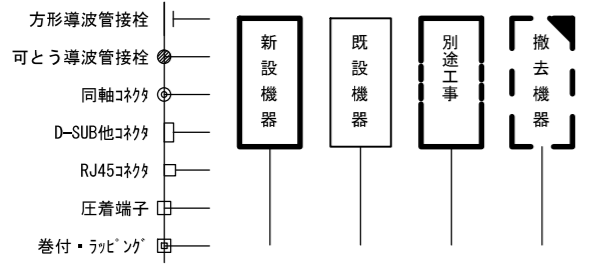 方形導波管接栓
可とう導波管接栓
同軸コネクタ
D-SUB他コネクタ
RJ45コネクタ
圧着端子
巻付・ラッピング
新設機器
既設機器
別途工事
撤去機器